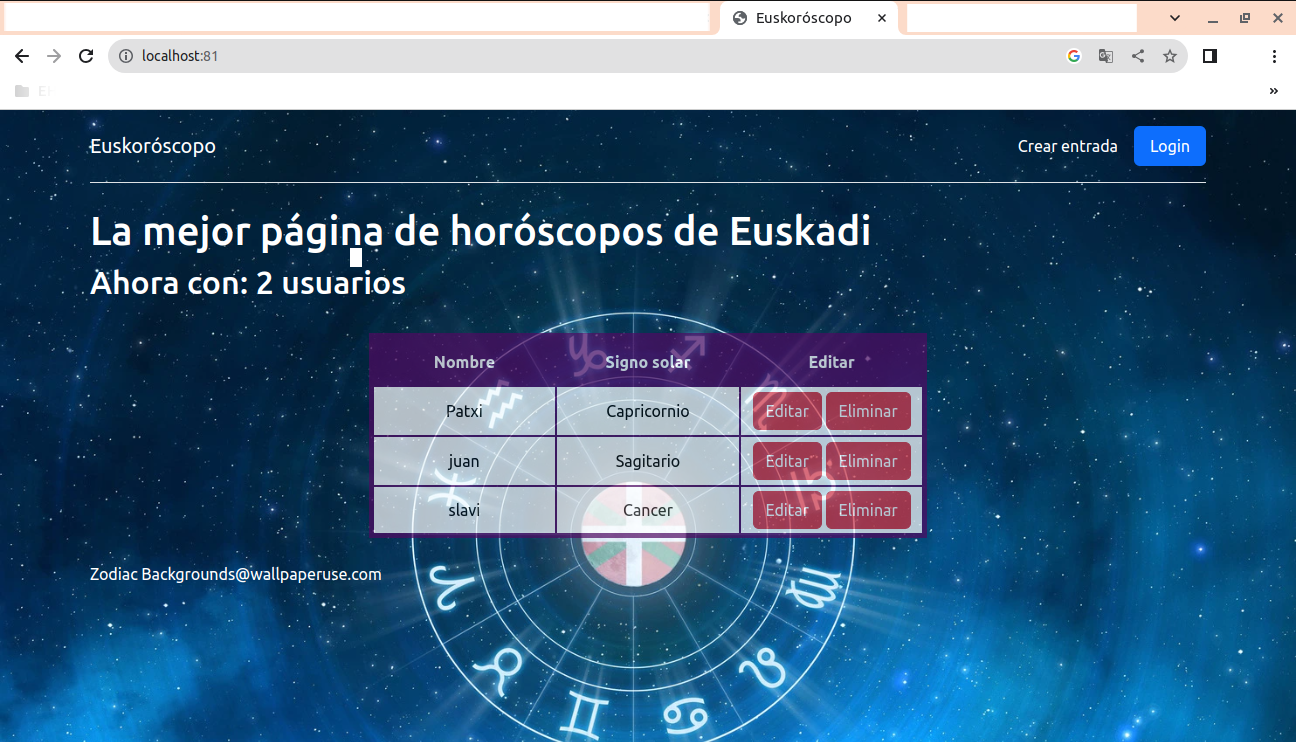 Euskoróscopo
localhost:81
Euskoróscopo
Crear entrada
Login
La mejor página de horóscopos de Euskadi
Ahora con: 2 usuarios
Nombre Signo solar Editar
Patxi Capricornio Editar Eliminar
juan Sagitario Editar Eliminar
slavi Cancer Editar Eliminar
Zodiac Backgrounds@wallpaperuse.com